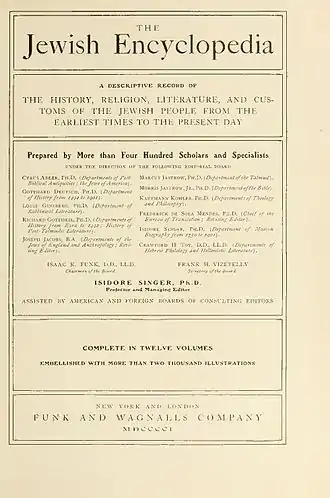 THE
Jewish Encyclopedia
A DESCRIPTIVE RECORD OF
THE HISTORY, RELIGION, LITERATURE, AND CUS-
TOMS OF THE JEWISH PEOPLE FROM THE
EARLIEST TIMES TO THE PRESENT DAY
Prepared by More than Four Hundred Scholars and Specialists
UNDER THE DIRECTION OF THE FOLLOWING EDITORIAL BOARD
CYRUS ADLER, PH.D. (Departments of Post-
Biblical Antiquities; the Jews of America).
GOTTHARD DEUTSCH, PH.D. (Department
of History from 1492 to 1901).
LOUIS GINZBERG, PH.D. (Department of
Rabbinical Literature).
RICHARD GOTTHEIL, PH.D. (Departments of
History from Ezra to 1492; History of
Post-Talmudic Literature).
JOSEPH JACOBS, B.A. (Departments of the
Jews of England and Anthropology; Revis-
ing Editor).
MARCUS JASTROW, PH.D. (Department of the Talmud).
MORRIS JASTROW, JR., PH.D. (Department of the Bible).
KAUFMANN KOHLER, PH.D. (Departments of Theology
and Philosophy).
FREDERICK DE SOLA MENDES, PH.D. (Chief of the
Bureau of Translation; Revising Editor).
ISIDORE SINGER, PH.D. (Department of Modern
Biography from 1750 to 1901).
CRAWFORD H. TOY, D.D., LL.D. (Departments of
Hebrew Philology and Hellenistic Literature).
ISAAC K. FUNK, D.D., LL.D.
Chairman of the Board
FRANK H. VIZETELLY
Secretary of the Board
ISIDORE SINGER, PH.D.
Projector and Managing Editor
ASSISTED BY AMERICAN AND FOREIGN BOARDS OF CONSULTING EDITORS
COMPLETE IN TWELVE VOLUMES
EMBELLISHED WITH MORE THAN TWO THOUSAND ILLUSTRATIONS
NEW YORK AND LONDON
FUNK AND WAGNALLS COMPANY
MDCCCCI